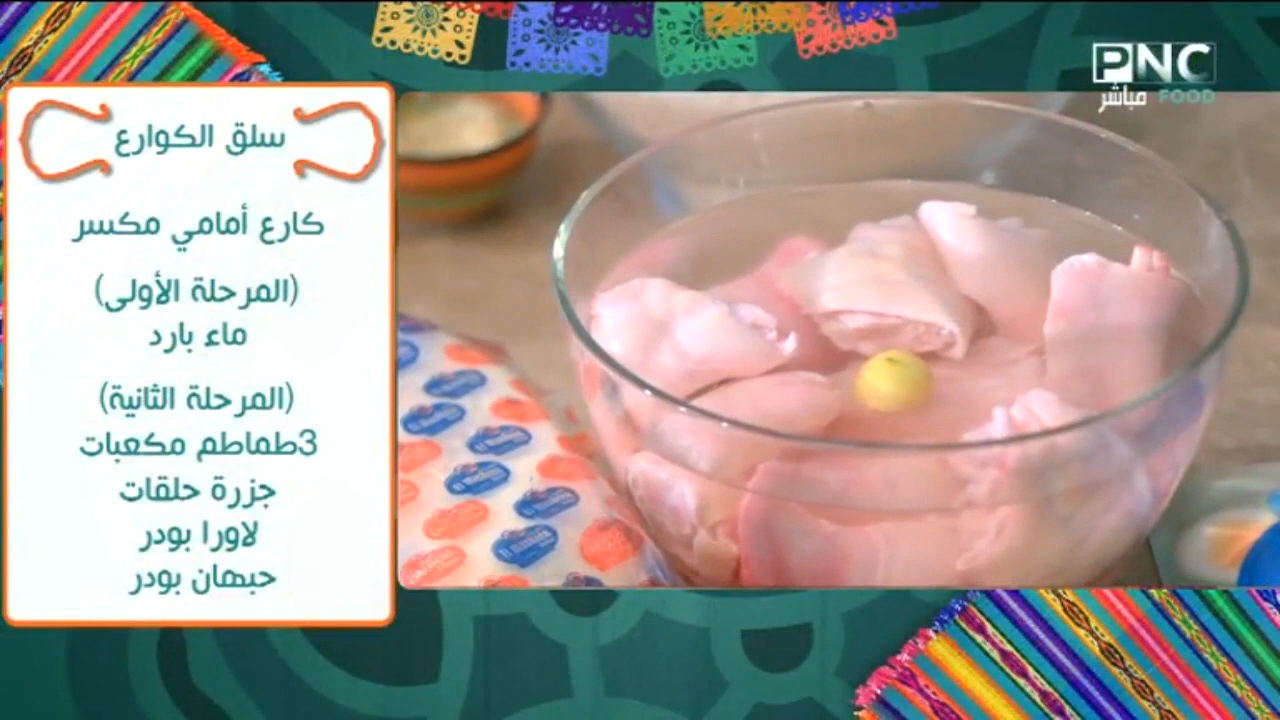 PNC
مباشر FOOD
سلق الكوارع
كارع أمامي مكسر
(المرحلة الأولى)
ماء بارد
(المرحلة الثانية)
3طماطم مكعبات
جزرة حلقات
لاورا بودر
حبهان بودر